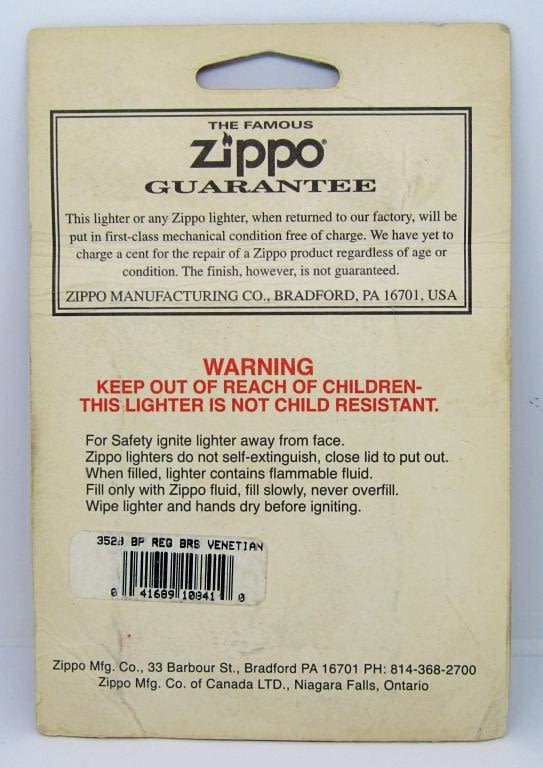 THE FAMOUS
Zippo®
GUARANTEE
This lighter or any Zippo lighter, when returned to our factory, will be
put in first-class mechanical condition free of charge. We have yet to
charge a cent for the repair of a Zippo product regardless of age or
condition. The finish, however, is not guaranteed.
ZIPPO MANUFACTURING CO., BRADFORD, PA 16701, USA
WARNING
KEEP OUT OF REACH OF CHILDREN-
THIS LIGHTER IS NOT CHILD RESISTANT.
For Safety ignite lighter away from face.
Zippo lighters do not self-extinguish, close lid to put out.
When filled, lighter contains flammable fluid.
Fill only with Zippo fluid, fill slowly, never overfill.
Wipe lighter and hands dry before igniting.
BP REG BRS VENETIAN
0 41689 10841 0
Zippo Mfg. Co., 33 Barbour St., Bradford PA 16701 PH: 814-368-2700
Zippo Mfg. Co. of Canada LTD., Niagara Falls, Ontario